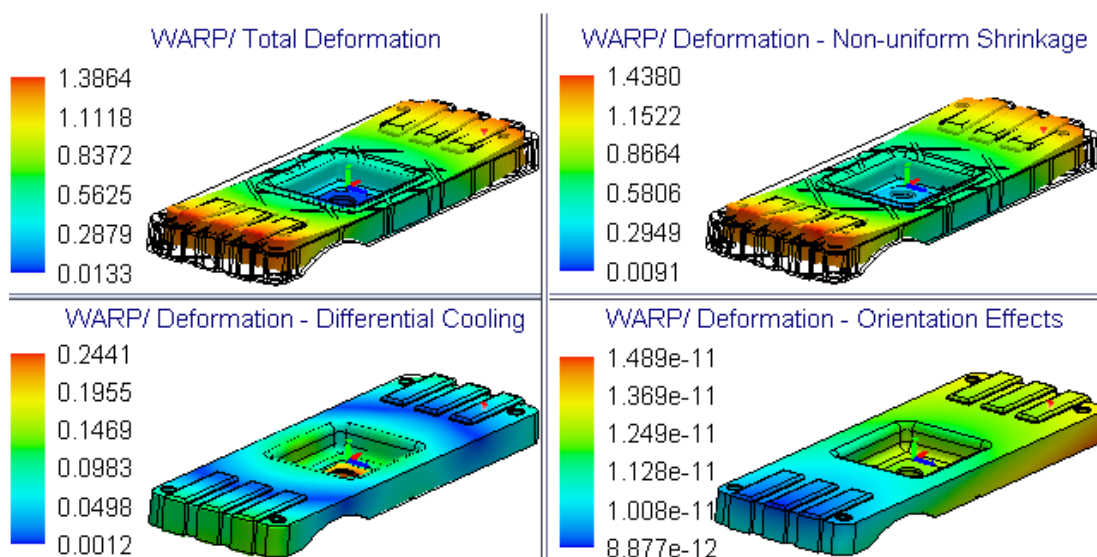 WARP/ Total Deformation
1.3864
1.1118
0.8372
0.5625
0.2879
0.0133
WARP/ Deformation - Non-uniform Shrinkage
1.4380
1.1522
0.8664
0.5806
0.2949
0.0091
WARP/ Deformation - Differential Cooling
0.2441
0.1955
0.1469
0.0983
0.0498
0.0012
WARP/ Deformation - Orientation Effects
1.489e-11
1.369e-11
1.249e-11
1.128e-11
1.008e-11
8.877e-12